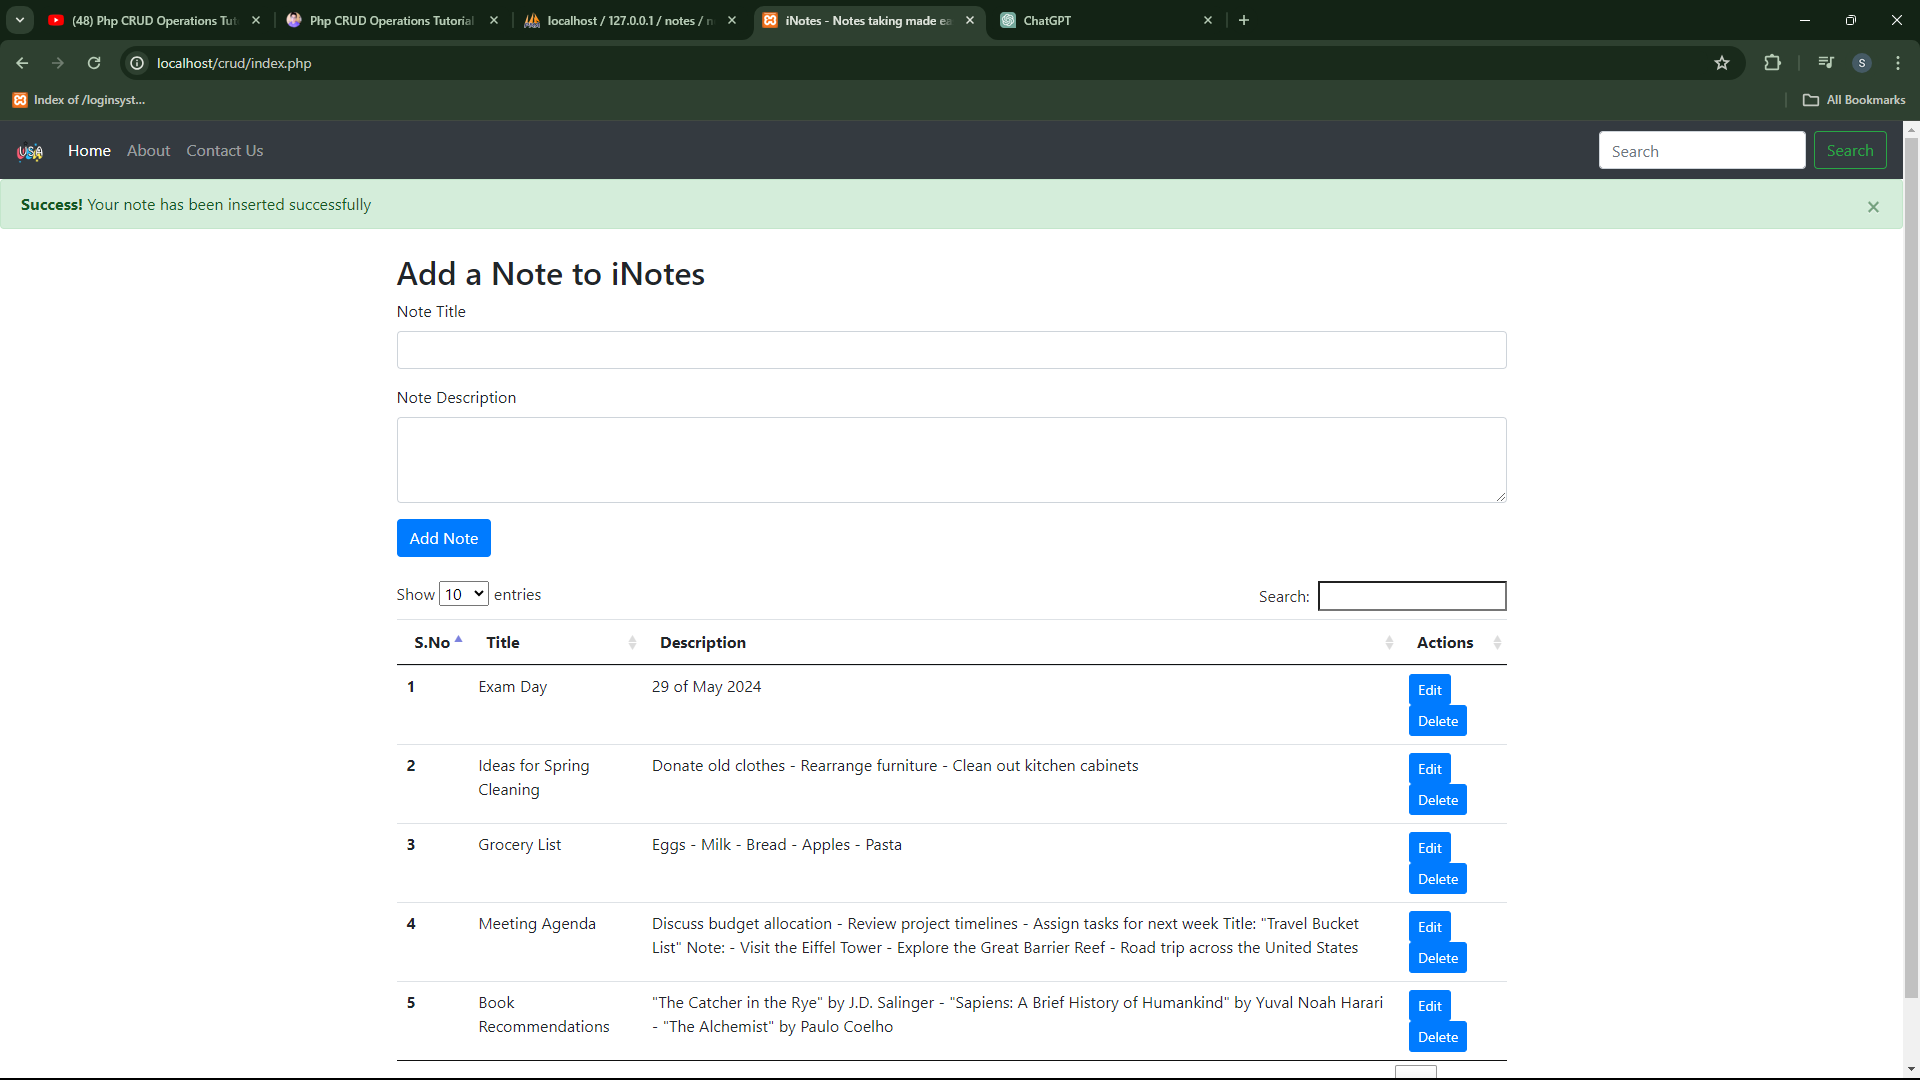 (48) Php CRUD Operations Tut
Php CRUD Operations Tutorial
localhost / 127.0.0.1 / notes / n
iNotes - Notes taking made ea
ChatGPT
localhost/crud/index.php
S
Index of /loginsyst...
All Bookmarks
USA
Home
About
Contact Us
Search
Search
Success! Your note has been inserted successfully
×
Add a Note to iNotes
Note Title
Note Description
Add Note
Show 10 entries
Search:
S.No Title Description Actions
1 Exam Day 29 of May 2024 Edit
Delete
2 Ideas for Spring Donate old clothes - Rearrange furniture - Clean out kitchen cabinets Edit
Cleaning Delete
3 Grocery List Eggs - Milk - Bread - Apples - Pasta Edit
Delete
4 Meeting Agenda Discuss budget allocation - Review project timelines - Assign tasks for next week Title: "Travel Bucket Edit
List" Note: - Visit the Eiffel Tower - Explore the Great Barrier Reef - Road trip across the United States Delete
5 Book "The Catcher in the Rye" by J.D. Salinger - "Sapiens: A Brief History of Humankind" by Yuval Noah Harari Edit
Recommendations - "The Alchemist" by Paulo Coelho Delete